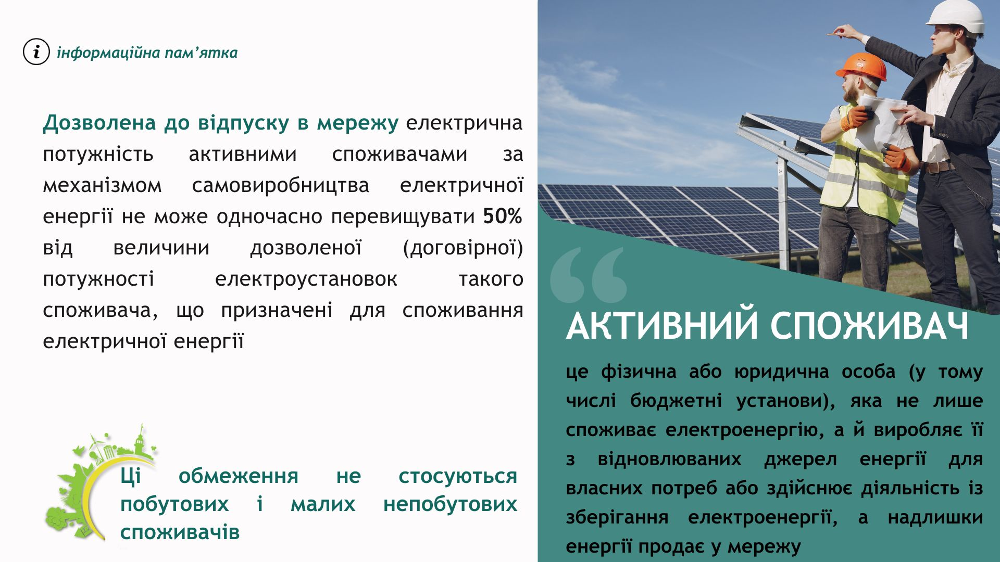 i інформаційна пам’ятка
Дозволена до відпуску в мережу електрична
потужність активними споживачами за
механізмом самовиробництва електричної
енергії не може одночасно перевищувати 50%
від величини дозволеної (договірної)
потужності електроустановок такого
споживача, що призначені для споживання
електричної енергії
Ці обмеження не стосуються
побутових і малих непобутових
споживачів
“
АКТИВНИЙ СПОЖИВАЧ
це фізична або юридична особа (у тому
числі бюджетні установи), яка не лише
споживає електроенергію, а й виробляє її
з відновлюваних джерел енергії для
власних потреб або здійснює діяльність із
зберігання електроенергії, а надлишки
енергії продає у мережу